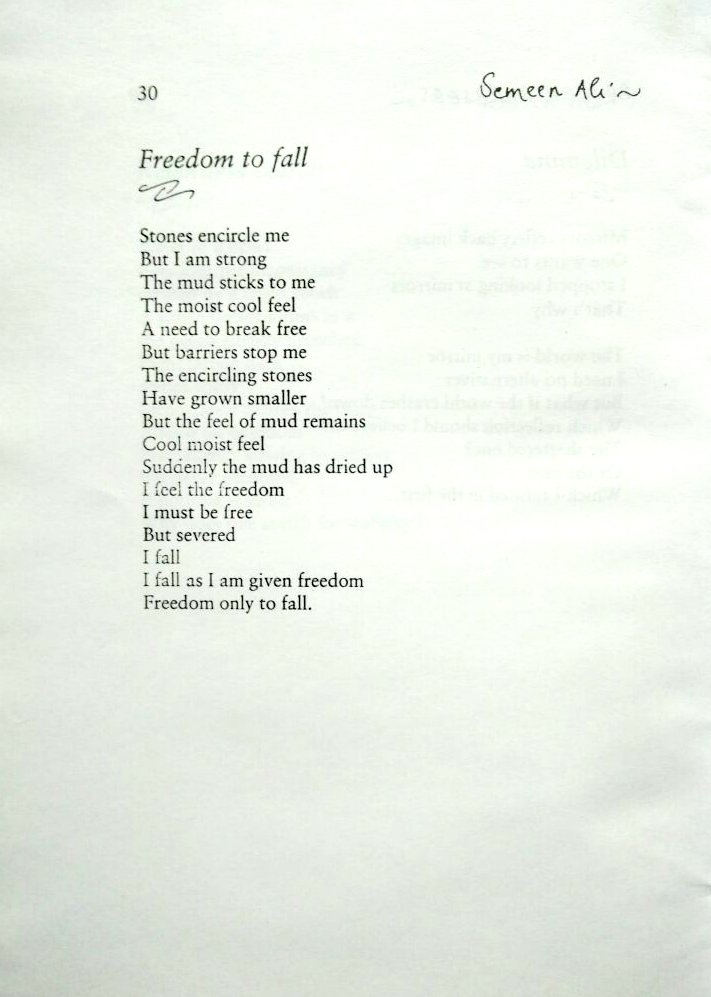 30
Semeen Ali
Freedom to fall
Stones encircle me
But I am strong
The mud sticks to me
The moist cool feel
A need to break free
But barriers stop me
The encircling stones
Have grown smaller
But the feel of mud remains
Cool moist feel
Suddenly the mud has dried up
I feel the freedom
I must be free
But severed
I fall
I fall as I am given freedom
Freedom only to fall.